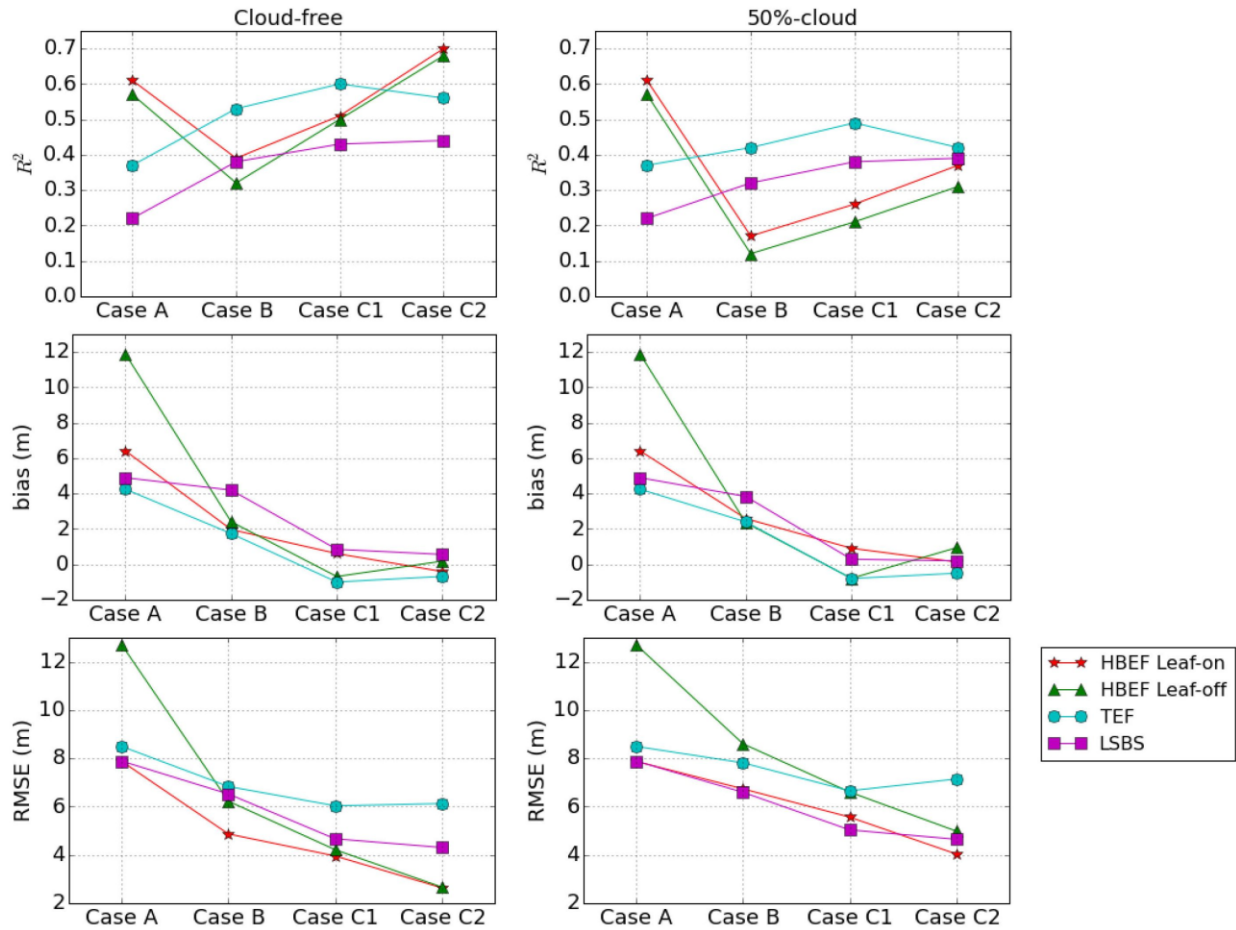 Cloud-free
50%-cloud
R²
0.7
0.6
0.5
0.4
0.3
0.2
0.1
0.0
Case A Case B Case C1 Case C2
R²
0.7
0.6
0.5
0.4
0.3
0.2
0.1
0.0
Case A Case B Case C1 Case C2
bias (m)
12
10
8
6
4
2
0
−2
Case A Case B Case C1 Case C2
bias (m)
12
10
8
6
4
2
0
−2
Case A Case B Case C1 Case C2
RMSE (m)
12
10
8
6
4
2
Case A Case B Case C1 Case C2
RMSE (m)
12
10
8
6
4
2
Case A Case B Case C1 Case C2
HBEF Leaf-on
HBEF Leaf-off
TEF
LSBS